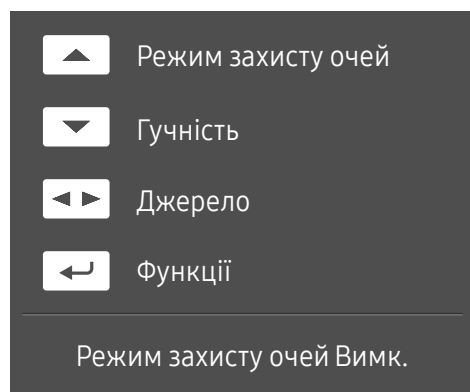 Режим захисту очей
Гучність
Джерело
Функції
Режим захисту очей Вимк.